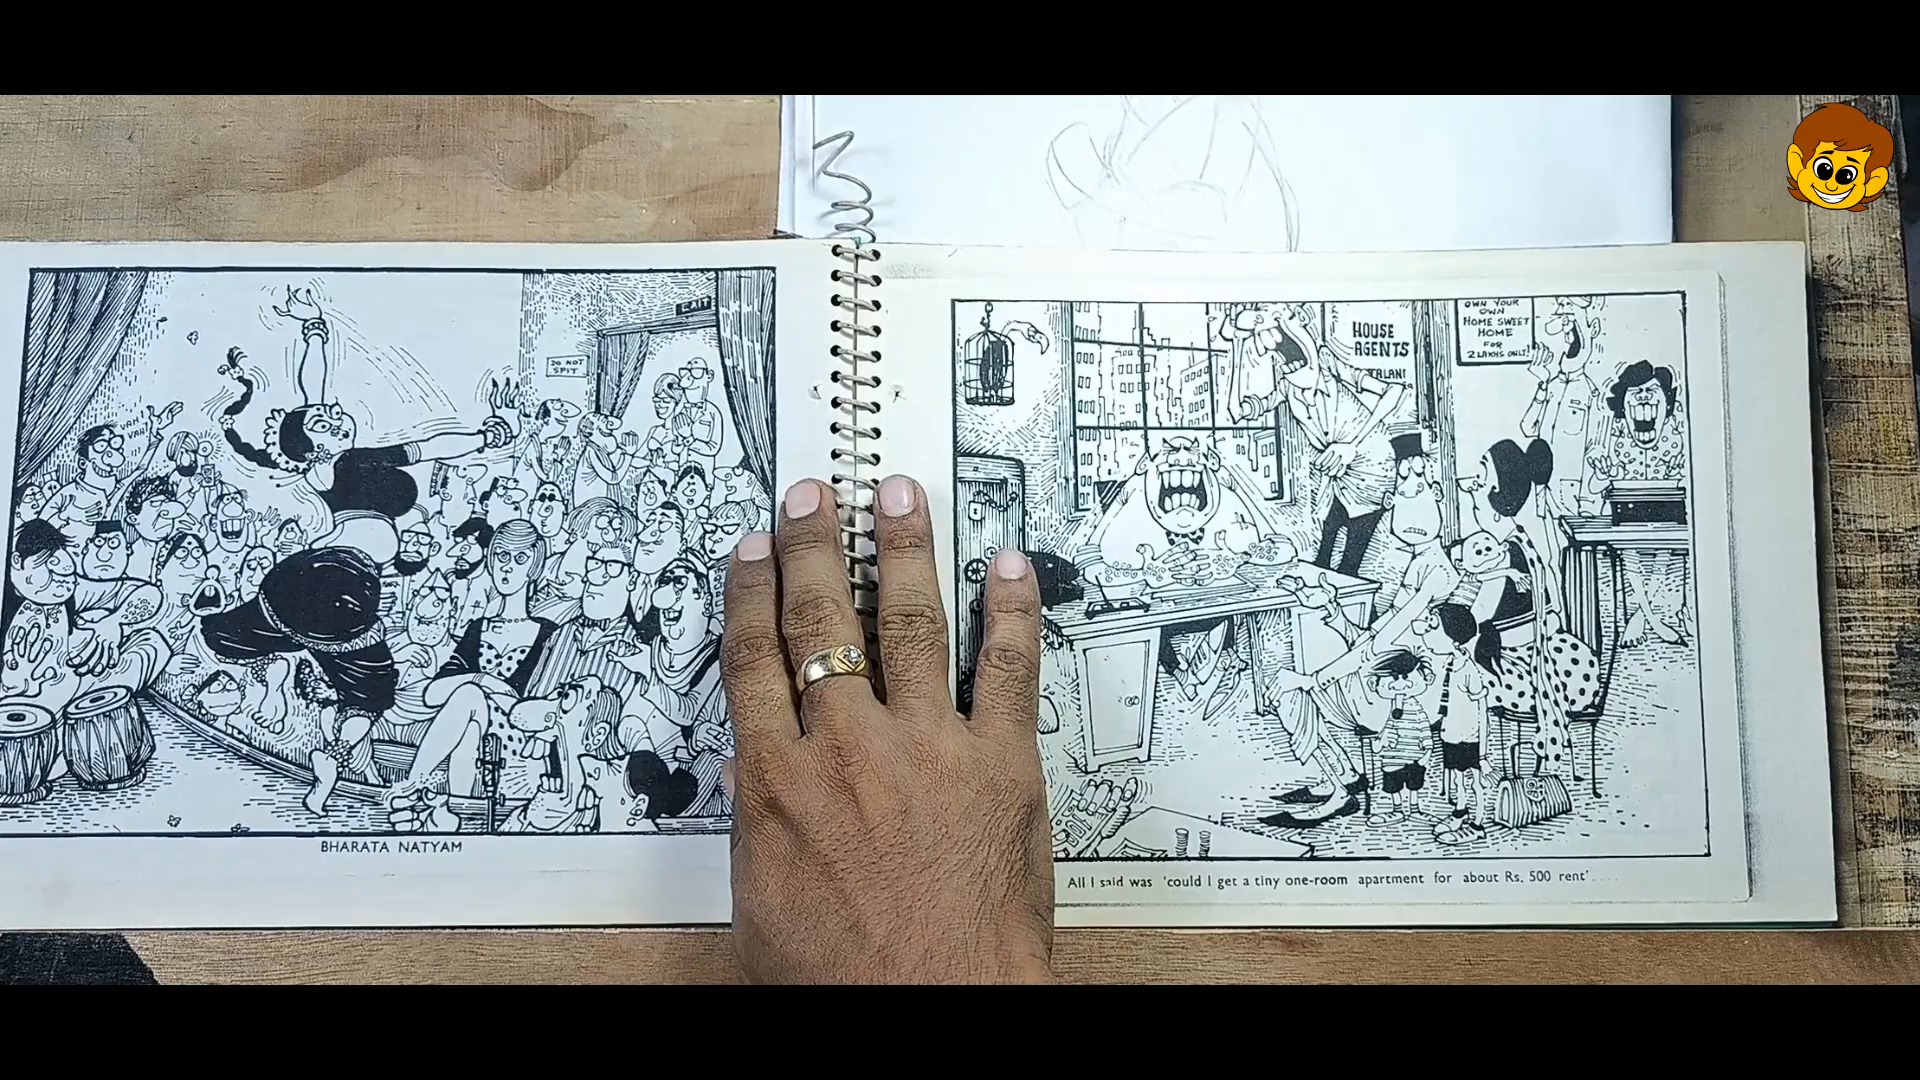 EXIT
DO NOT
SPIT
VAH,
VAH!
BHARATA NATYAM
HOUSE
AGENTS
OWN YOUR
OWN
HOME SWEET
HOME
FOR
2 LAKHS ONLY!
All I said was 'could I get a tiny one-room apartment for about Rs. 500 rent'....